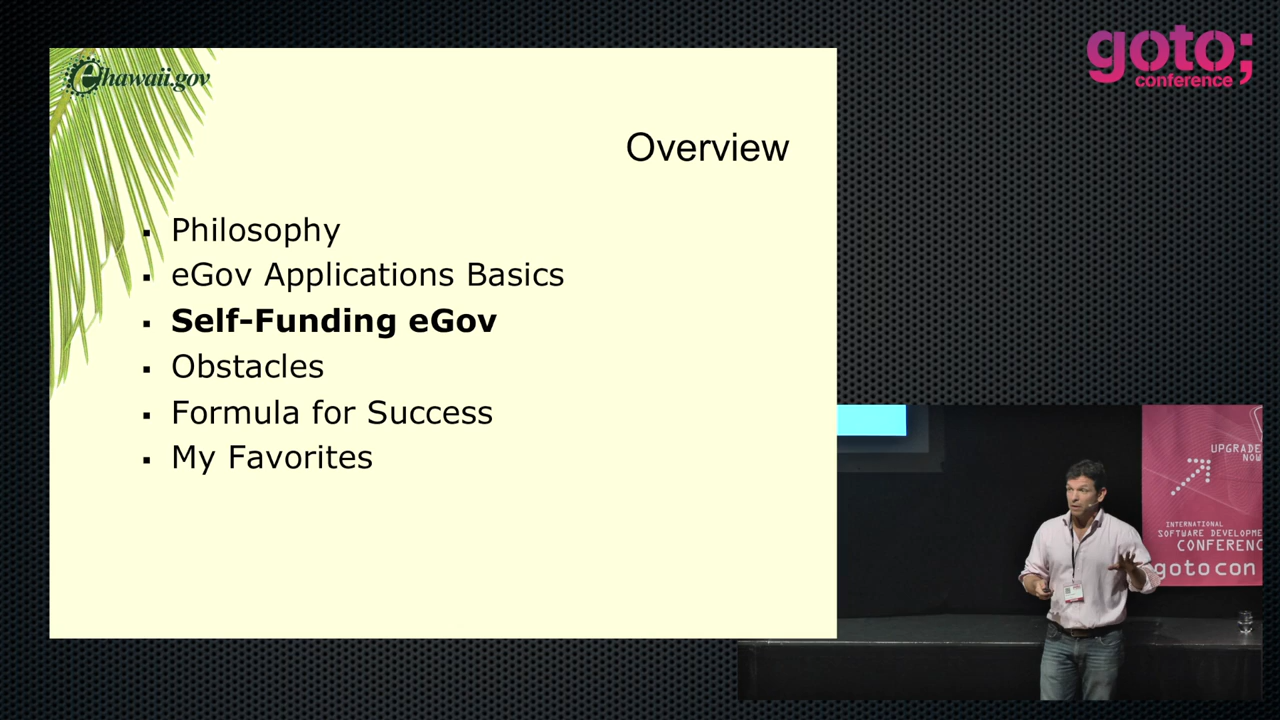 ehawaii.gov
Overview
▪ Philosophy
▪ eGov Applications Basics
▪ Self-Funding eGov
▪ Obstacles
▪ Formula for Success
▪ My Favorites
goto;
conference
UPGRADE
NOW
INTERNATIONAL
SOFTWARE DEVELOPME
CONFERENC
gotocon